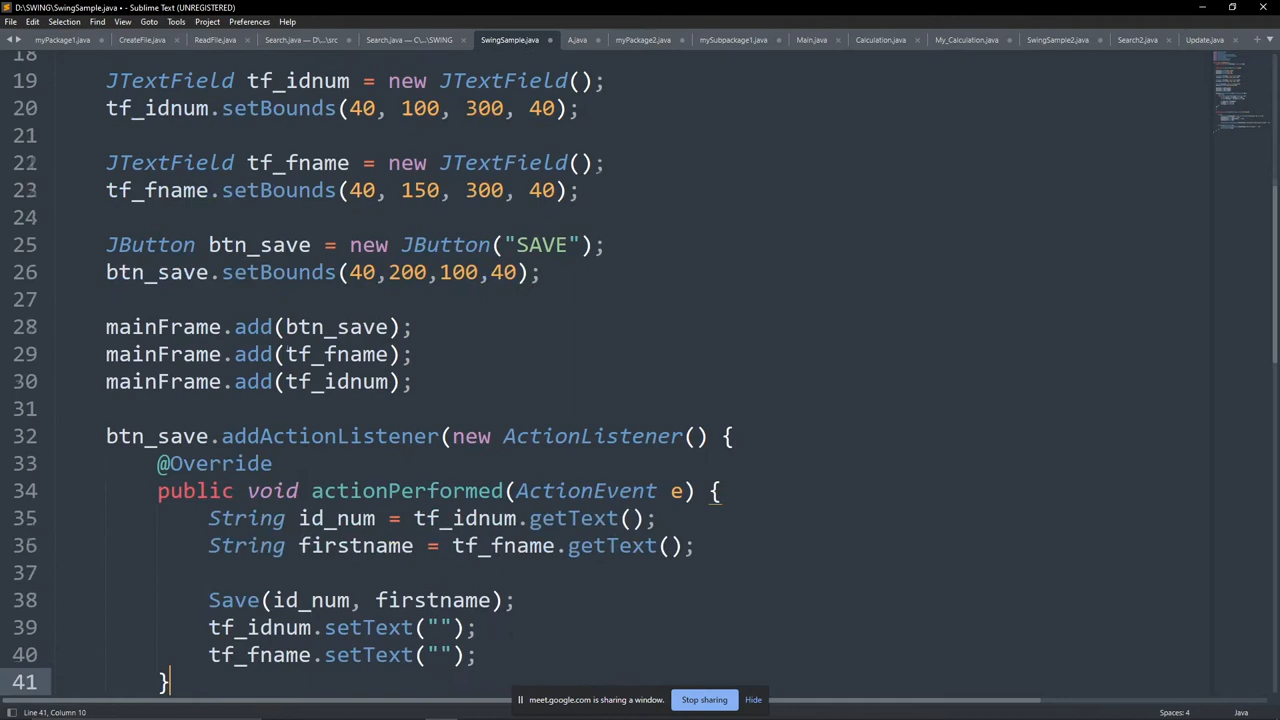 D:\SWING\SwingSample.java • - Sublime Text (UNREGISTERED)
File Edit Selection Find View Goto Tools Project Preferences Help
myPackage1.java CreateFile.java ReadFile.java Search.java — D:\...\src Search.java — C:\...\SWING SwingSample.java A.java myPackage2.java mySubpackage1.java Main.java Calculation.java My_Calculation.java SwingSample2.java Search2.java Update.java
18
19 JTextField tf_idnum = new JTextField();
20 tf_idnum.setBounds(40, 100, 300, 40);
21
22 JTextField tf_fname = new JTextField();
23 tf_fname.setBounds(40, 150, 300, 40);
24
25 JButton btn_save = new JButton("SAVE");
26 btn_save.setBounds(40,200,100,40);
27
28 mainFrame.add(btn_save);
29 mainFrame.add(tf_fname);
30 mainFrame.add(tf_idnum);
31
32 btn_save.addActionListener(new ActionListener() {
33 @Override
34 public void actionPerformed(ActionEvent e) {
35 String id_num = tf_idnum.getText();
36 String firstname = tf_fname.getText();
37
38 Save(id_num, firstname);
39 tf_idnum.setText("");
40 tf_fname.setText("");
41 }
meet.google.com is sharing a window. Stop sharing Hide
Line 41, Column 10 Spaces: 4 Java